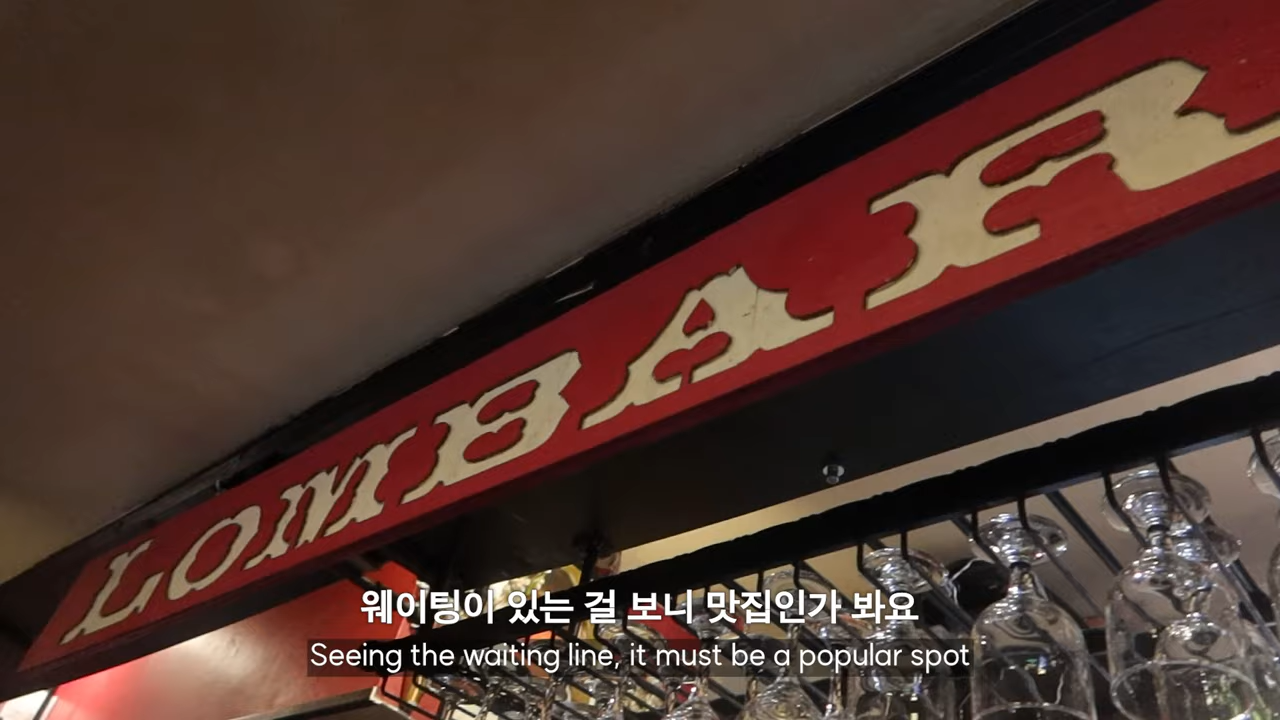 LOMBAR
웨이팅이 있는 걸 보니 맛집인가 봐요
Seeing the waiting line, it must be a popular spot